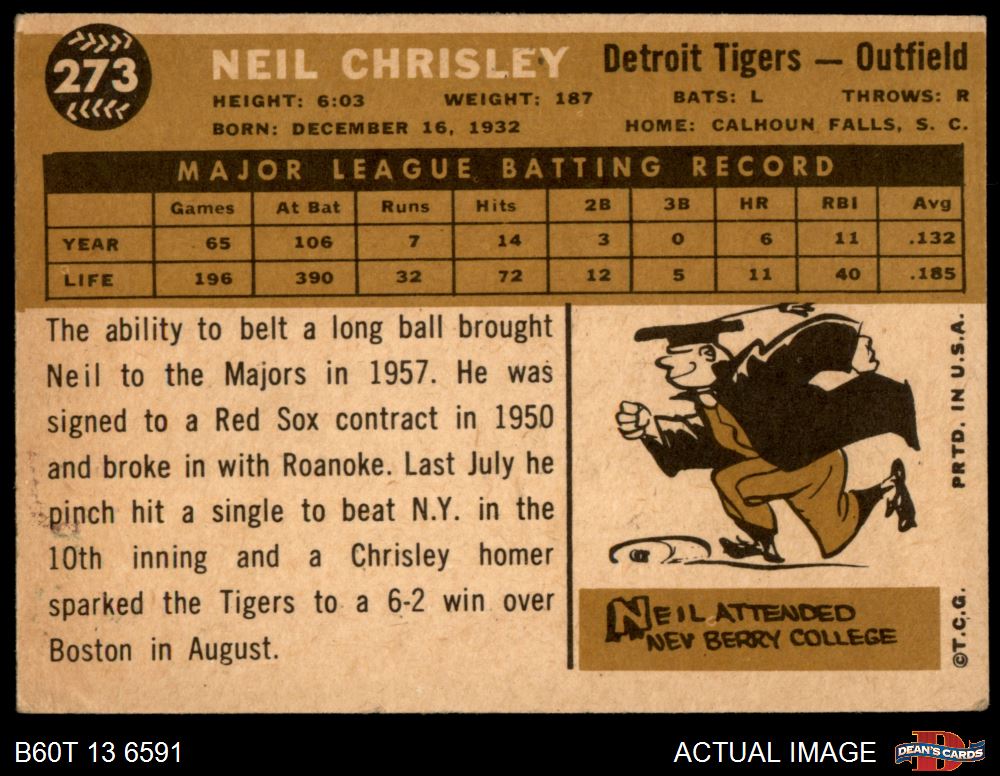 273
NEIL CHRISLEY Detroit Tigers — Outfield
HEIGHT: 6:03 WEIGHT: 187 BATS: L THROWS: R
BORN: DECEMBER 16, 1932 HOME: CALHOUN FALLS, S. C.
MAJOR LEAGUE BATTING RECORD
Games At Bat Runs Hits 2B 3B HR RBI Avg
YEAR 65 106 7 14 3 0 6 11 .132
LIFE 196 390 32 72 12 5 11 40 .185
The ability to belt a long ball brought
Neil to the Majors in 1957. He was
signed to a Red Sox contract in 1950
and broke in with Roanoke. Last July he
pinch hit a single to beat N.Y. in the
10th inning and a Chrisley homer
sparked the Tigers to a 6-2 win over
Boston in August.
NEIL ATTENDED
NEW BERRY COLLEGE
PRTD. IN U.S.A.
©T.C.G.
B60T 13 6591 ACTUAL IMAGE DEAN'S CARDS